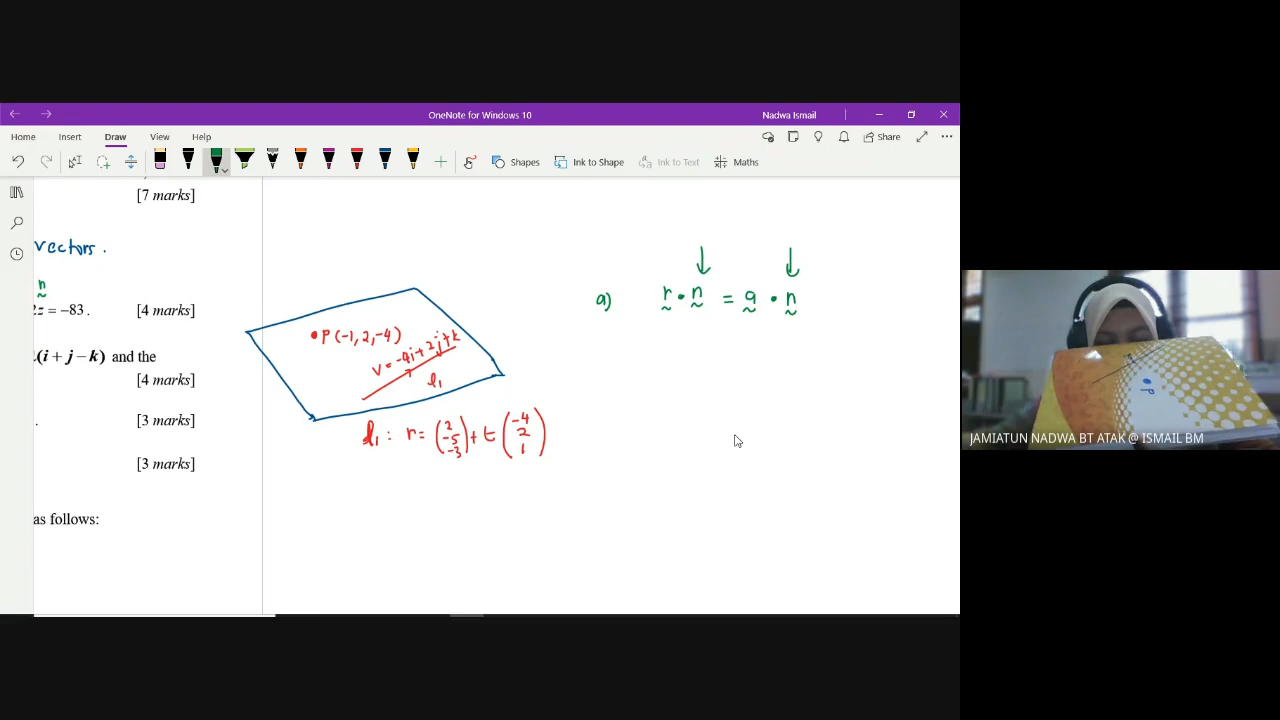 OneNote for Windows 10
Nadwa Ismail
Home Insert Draw View Help
Share
Shapes Ink to Shape Ink to Text Maths
[7 marks]
vectors.
n
2z = −83. [4 marks]
(i + j − k) and the
[4 marks]
. [3 marks]
[3 marks]
as follows:
P(-1, 2, -4)
v = -4i + 2j + k
l₁
l₁ : r = (2 -5 -3) + t (-4 2 1)
a) r • n = a • n
P
JAMIATUN NADWA BT ATAK @ ISMAIL BM